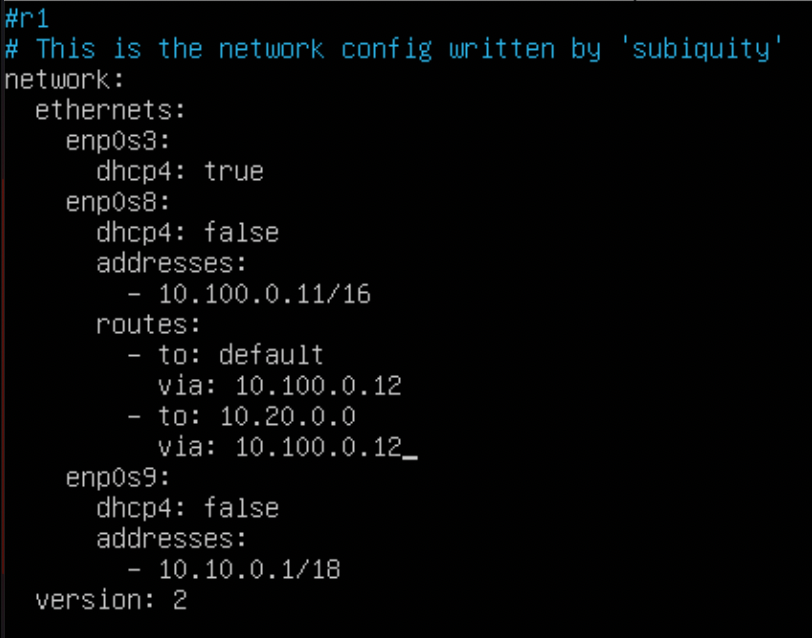 #r1
# This is the network config written by 'subiquity'
network:
  ethernets:
    enp0s3:
      dhcp4: true
    enp0s8:
      dhcp4: false
      addresses:
        - 10.100.0.11/16
      routes:
        - to: default
          via: 10.100.0.12
        - to: 10.20.0.0
          via: 10.100.0.12_
    enp0s9:
      dhcp4: false
      addresses:
        - 10.10.0.1/18
  version: 2